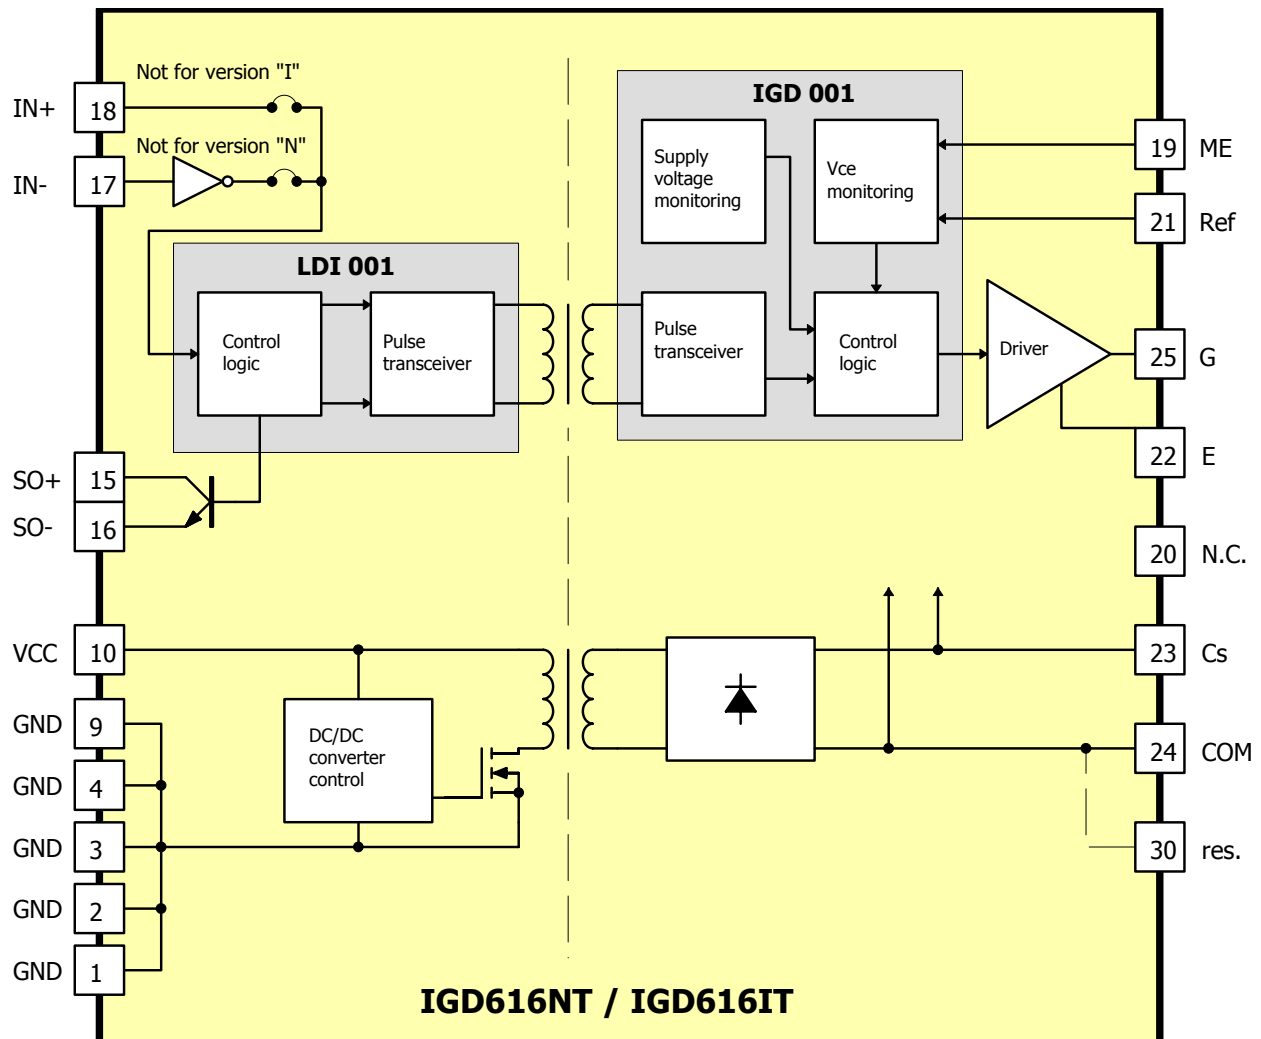 Not for version "I"
IN+
18
Not for version "N"
IN-
17
LDI 001
Control
logic
Pulse
transceiver
SO+
15
SO-
16
VCC
10
GND
9
GND
4
GND
3
GND
2
GND
1
DC/DC
converter
control
IGD 001
Supply
voltage
monitoring
Vce
monitoring
Pulse
transceiver
Control
logic
Driver
19
ME
21
Ref
25
G
22
E
20
N.C.
23
Cs
24
COM
30
res.
IGD616NT / IGD616IT